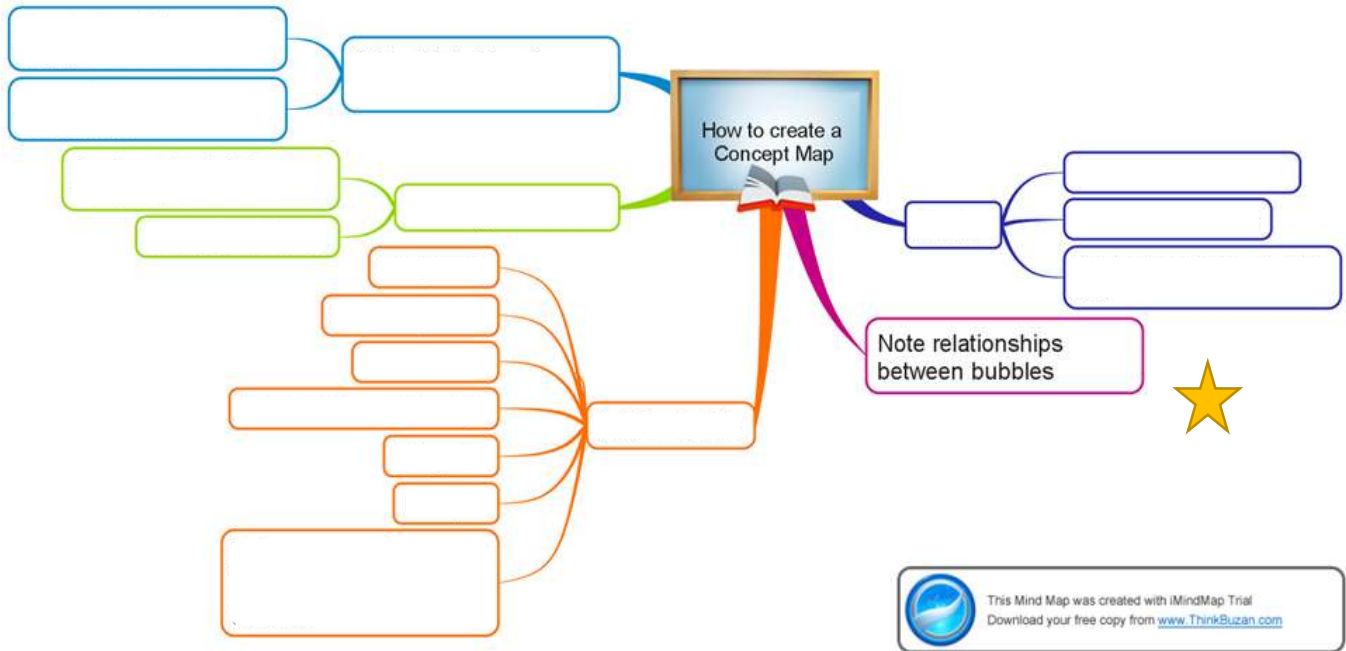 How to create a
Concept Map
Note relationships
between bubbles
This Mind Map was created with iMindMap Trial
Download your free copy from www.ThinkBuzan.com